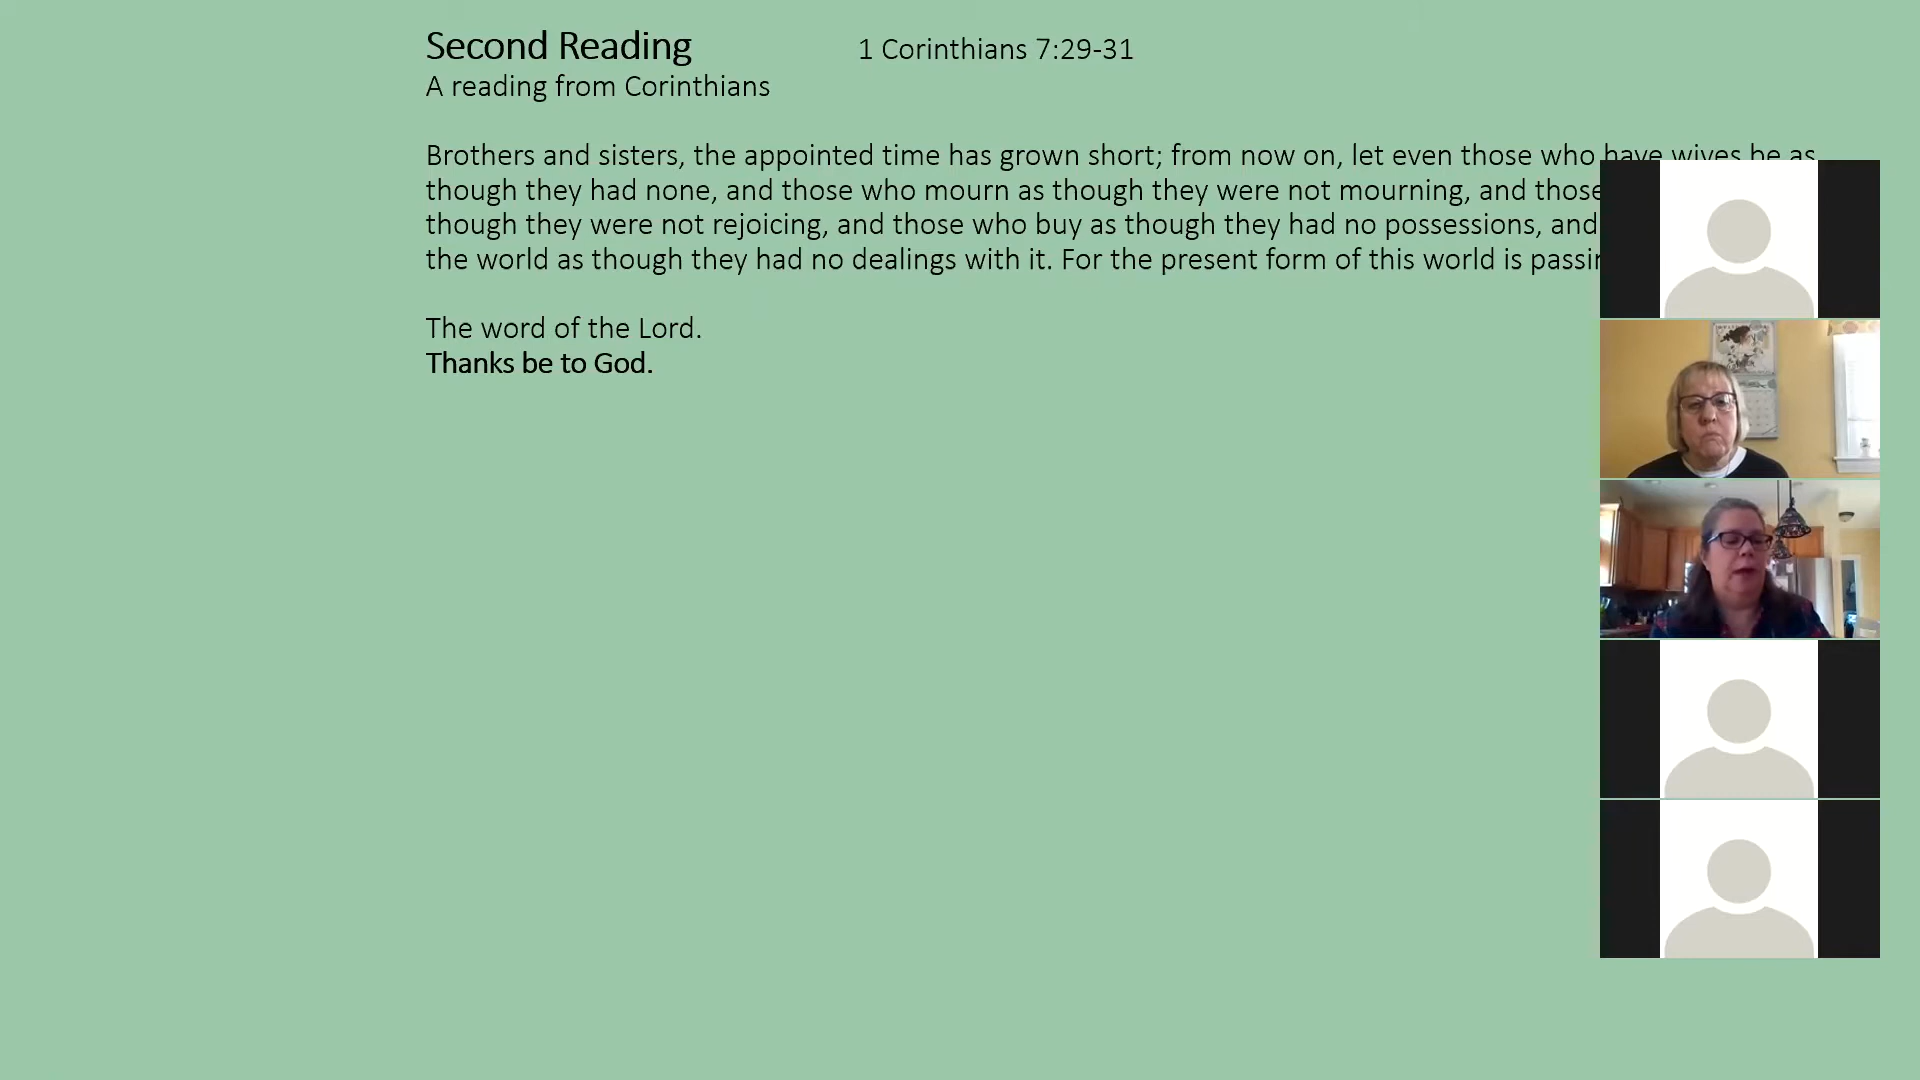 Second Reading 1 Corinthians 7:29-31
A reading from Corinthians
Brothers and sisters, the appointed time has grown short; from now on, let even those who have wives be as
though they had none, and those who mourn as though they were not mourning, and those
though they were not rejoicing, and those who buy as though they had no possessions, and
the world as though they had no dealings with it. For the present form of this world is
The word of the Lord.
Thanks be to God.